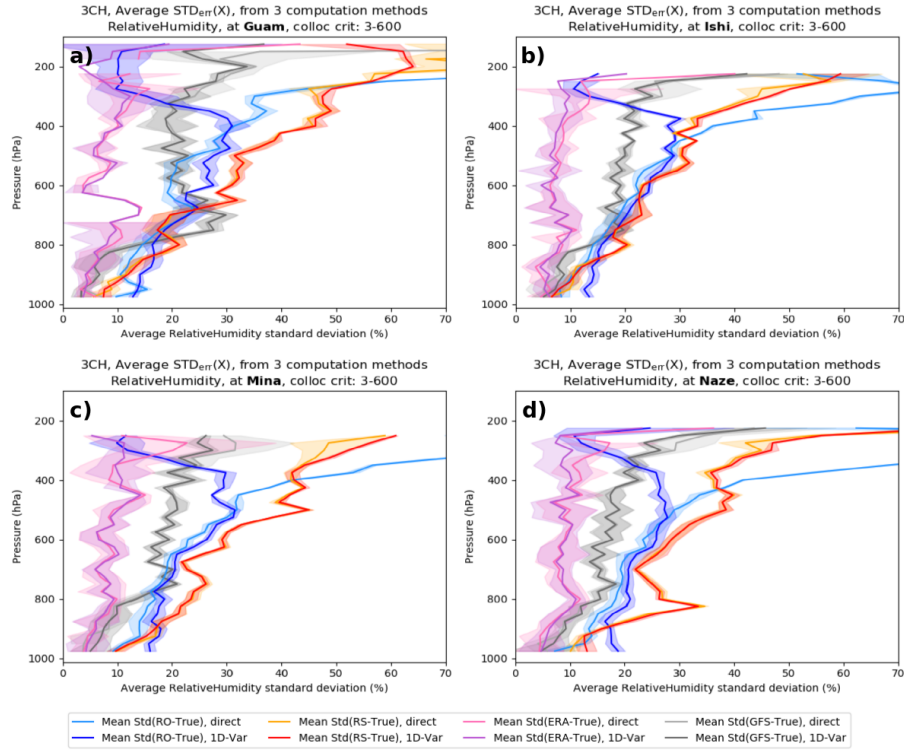 3CH, Average STDerr(X), from 3 computation methods
RelativeHumidity, at Guam, colloc crit: 3-600
a)
200
400
600
800
1000
Pressure (hPa)
0 10 20 30 40 50 60 70
Average RelativeHumidity standard deviation (%)
3CH, Average STDerr(X), from 3 computation methods
RelativeHumidity, at Ishi, colloc crit: 3-600
b)
200
400
600
800
1000
Pressure (hPa)
0 10 20 30 40 50 60 70
Average RelativeHumidity standard deviation (%)
3CH, Average STDerr(X), from 3 computation methods
RelativeHumidity, at Mina, colloc crit: 3-600
c)
200
400
600
800
1000
Pressure (hPa)
0 10 20 30 40 50 60 70
Average RelativeHumidity standard deviation (%)
3CH, Average STDerr(X), from 3 computation methods
RelativeHumidity, at Naze, colloc crit: 3-600
d)
200
400
600
800
1000
Pressure (hPa)
0 10 20 30 40 50 60 70
Average RelativeHumidity standard deviation (%)
Mean Std(RO-True), direct
Mean Std(RO-True), 1D-Var
Mean Std(RS-True), direct
Mean Std(RS-True), 1D-Var
Mean Std(ERA-True), direct
Mean Std(ERA-True), 1D-Var
Mean Std(GFS-True), direct
Mean Std(GFS-True), 1D-Var